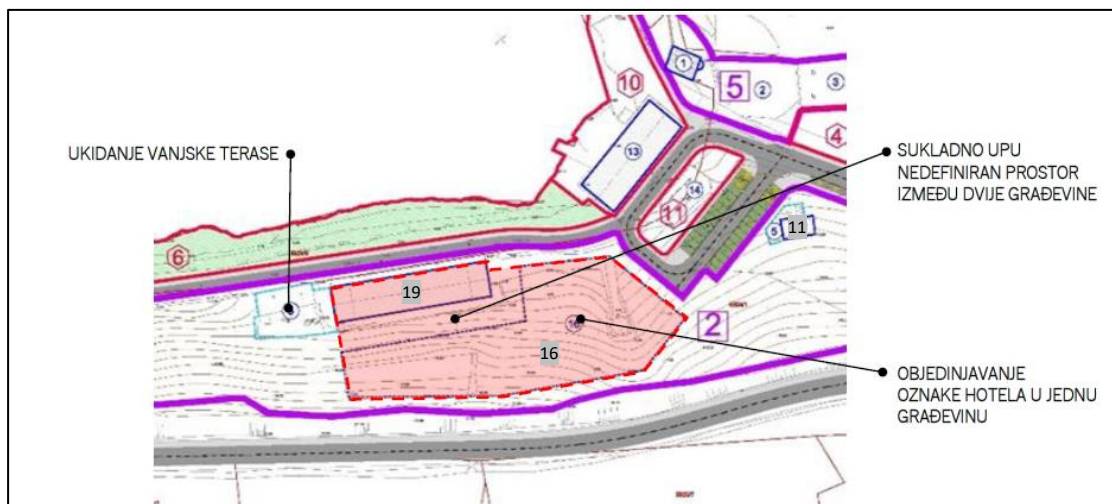 UKIDANJE VANJSKE TERASE
SUKLADNO UPU
NEDEFINIRAN PROSTOR
IZMEĐU DVIJE GRAĐEVINE
OBJEDINJAVANJE
OZNAKE HOTELA U JEDNU
GRAĐEVINU
1
10
5
2
3
4
13
14
11
5
11
6
19
16
16
2